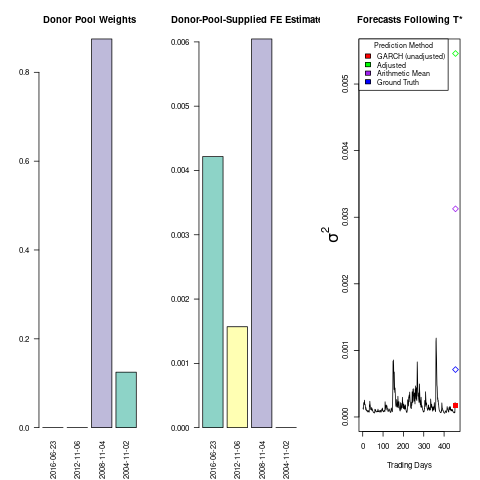 Donor Pool Weights
0.0
0.2
0.4
0.6
0.8
2016-06-23
2012-11-06
2008-11-04
2004-11-02
Donor-Pool-Supplied FE Estimate
0.000
0.001
0.002
0.003
0.004
0.005
0.006
2016-06-23
2012-11-06
2008-11-04
2004-11-02
Forecasts Following T*
Prediction Method
GARCH (unadjusted)
Adjusted
Arithmetic Mean
Ground Truth
σ2
0.000
0.001
0.002
0.003
0.004
0.005
0 100 200 300 400
Trading Days